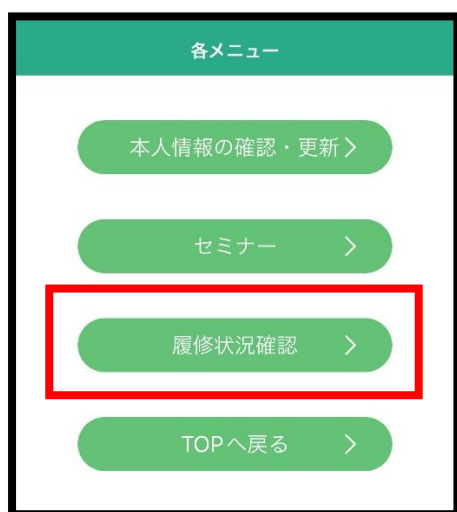 各メニュー
本人情報の確認・更新
セミナー
履修状況確認
TOPへ戻る